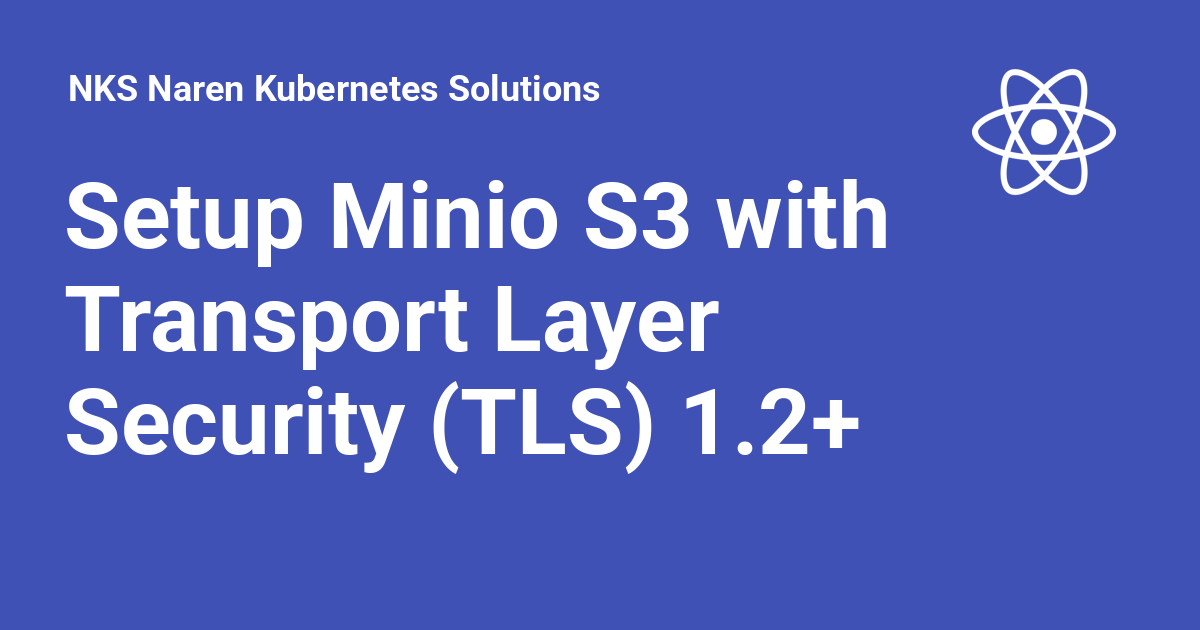 NKS Naren Kubernetes Solutions
Setup Minio S3 with
Transport Layer
Security (TLS) 1.2+